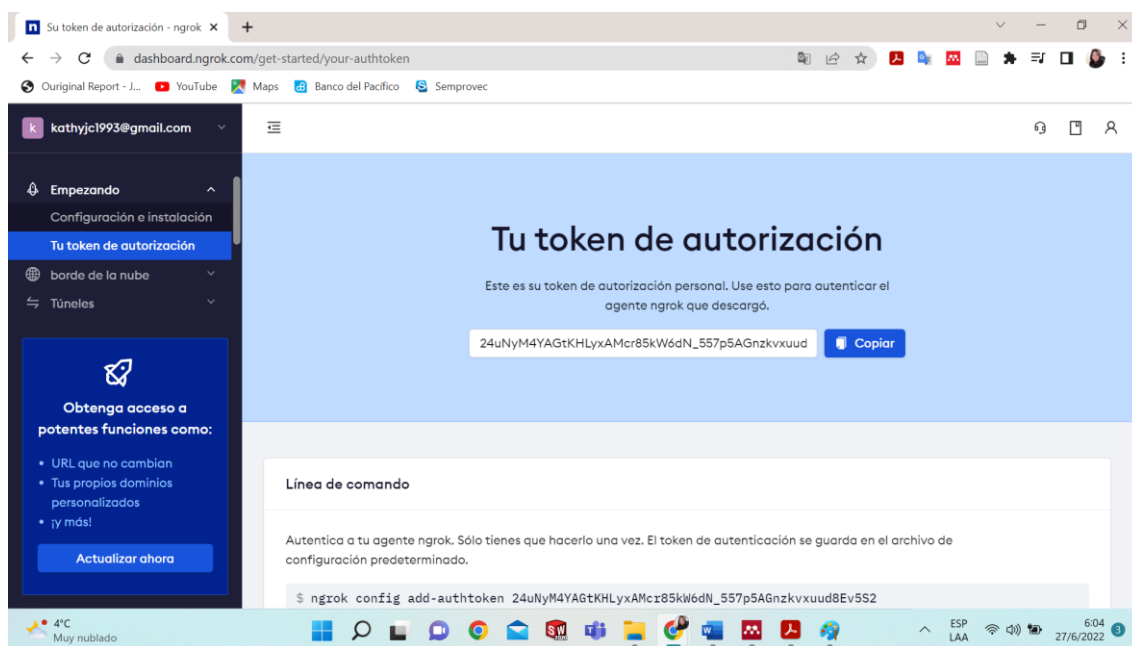 Su token de autorización - ngrok
dashboard.ngrok.com/get-started/your-authtoken
Ouriginal Report - J... YouTube Maps Banco del Pacífico Semprovec
k kathyjc1993@gmail.com
Empezando
Configuración e instalación
Tu token de autorización
borde de la nube
Túneles
Obtenga acceso a
potentes funciones como:
• URL que no cambian
• Tus propios dominios
personalizados
• ¡y más!
Actualizar ahora
Tu token de autorización
Este es su token de autorización personal. Use esto para autenticar el
agente ngrok que descargó.
24uNyM4YAGtKHLyxAMcr85kW6dN_557p5AGnzkvxuud
Copiar
Línea de comando
Autentica a tu agente ngrok. Sólo tienes que hacerlo una vez. El token de autenticación se guarda en el archivo de
configuración predeterminado.
$ ngrok config add-authtoken 24uNyM4YAGtKHLyxAMcr85kW6dN_557p5AGnzkvxuud8Ev5S2
4°C
Muy nublado
ESP
LAA
6:04
27/6/2022
3